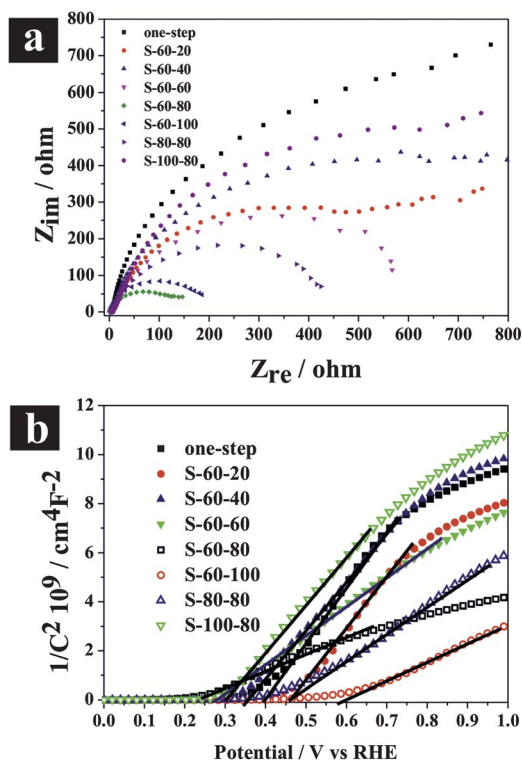 a
800
700
600
500
400
300
200
100
0
Zim / ohm
one-step
S-60-20
S-60-40
S-60-60
S-60-80
S-60-100
S-80-80
S-100-80
0 100 200 300 400 500 600 700 800
Zre / ohm
b
12
10
8
6
4
2
0
1/C² 10⁹ / cm⁴F⁻²
one-step
S-60-20
S-60-40
S-60-60
S-60-80
S-60-100
S-80-80
S-100-80
0.0 0.1 0.2 0.3 0.4 0.5 0.6 0.7 0.8 0.9 1.0
Potential / V vs RHE